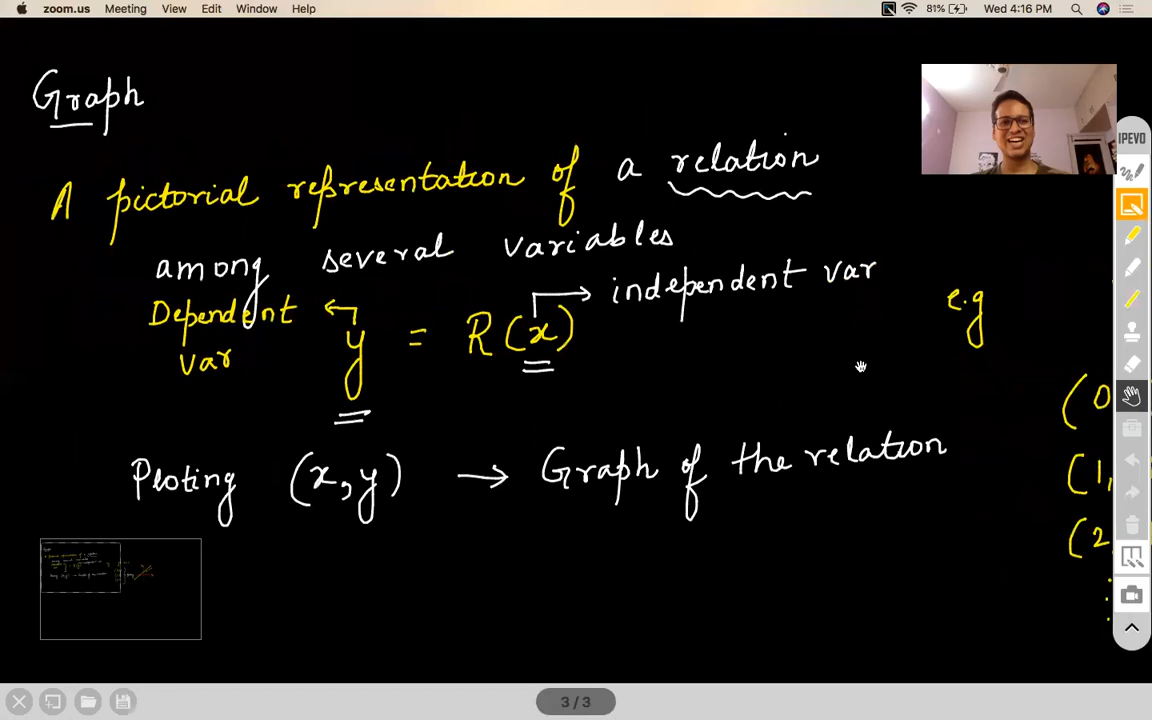 zoom.us Meeting View Edit Window Help 81% Wed 4:16 PM
Graph
IPEVO
A pictorial representation of a relation
among several variables
independent var
Dependent
var
y = R(x)
e.g
(0
Ploting (x,y) → Graph of the relation
(1,
(2
3 / 3